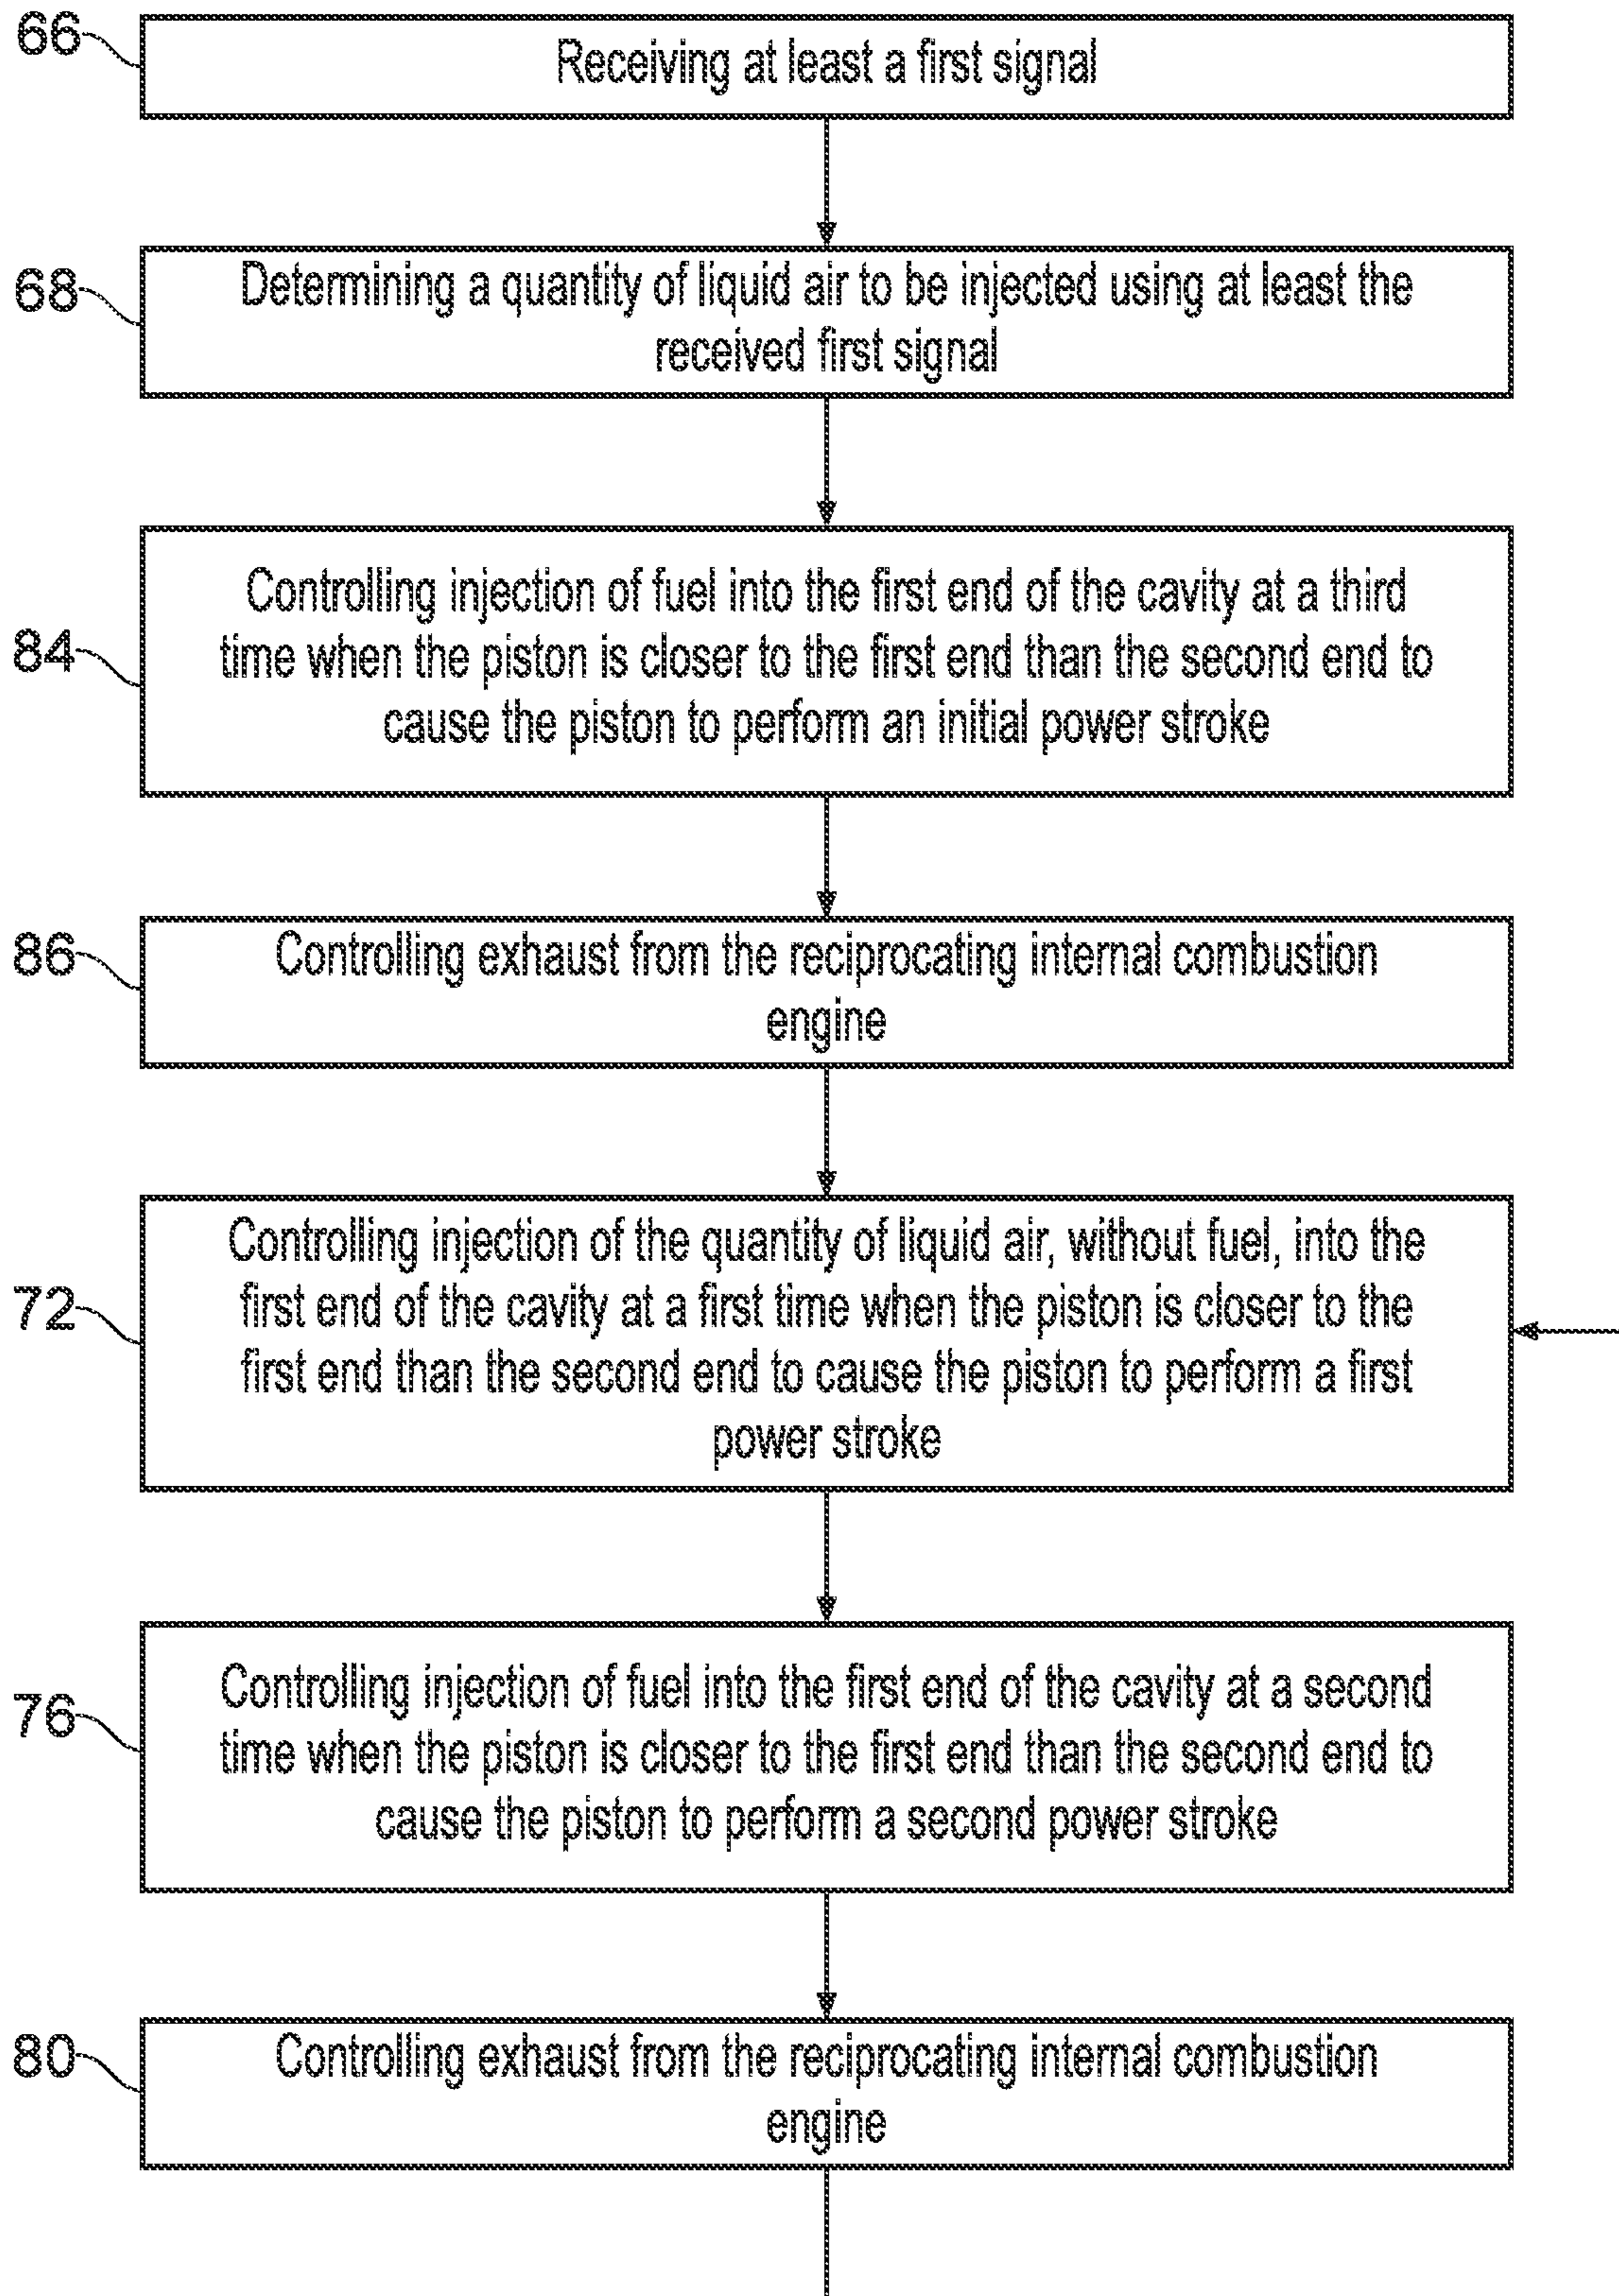 66
Receiving at least a first signal
68
Determining a quantity of liquid air to be injected using at least the
received first signal
84
Controlling injection of fuel into the first end of the cavity at a third
time when the piston is closer to the first end than the second end to
cause the piston to perform an initial power stroke
86
Controlling exhaust from the reciprocating internal combustion
engine
72
Controlling injection of the quantity of liquid air, without fuel, into the
first end of the cavity at a first time when the piston is closer to the
first end than the second end to cause the piston to perform a first
power stroke
76
Controlling injection of fuel into the first end of the cavity at a second
time when the piston is closer to the first end than the second end to
cause the piston to perform a second power stroke
80
Controlling exhaust from the reciprocating internal combustion
engine